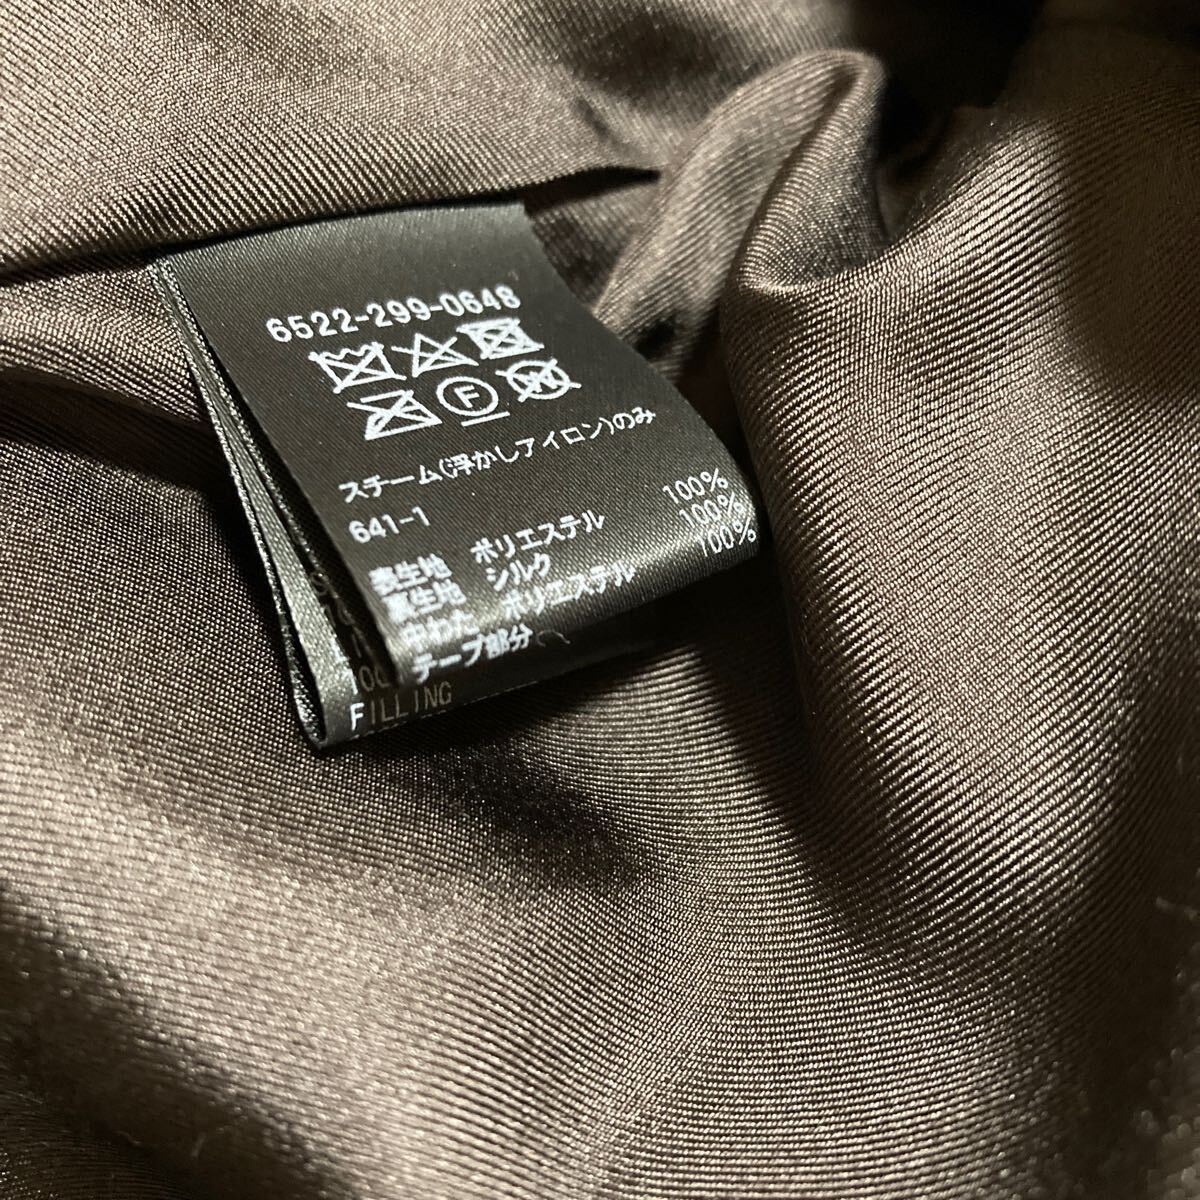 6522-299-0648
F
W
スチーム(浮かしアイロン)のみ
641-1
表生地 ポリエステル 100%
裏生地 シルク 100%
中わた ポリエステル 100%
テープ部分
100
FILLING